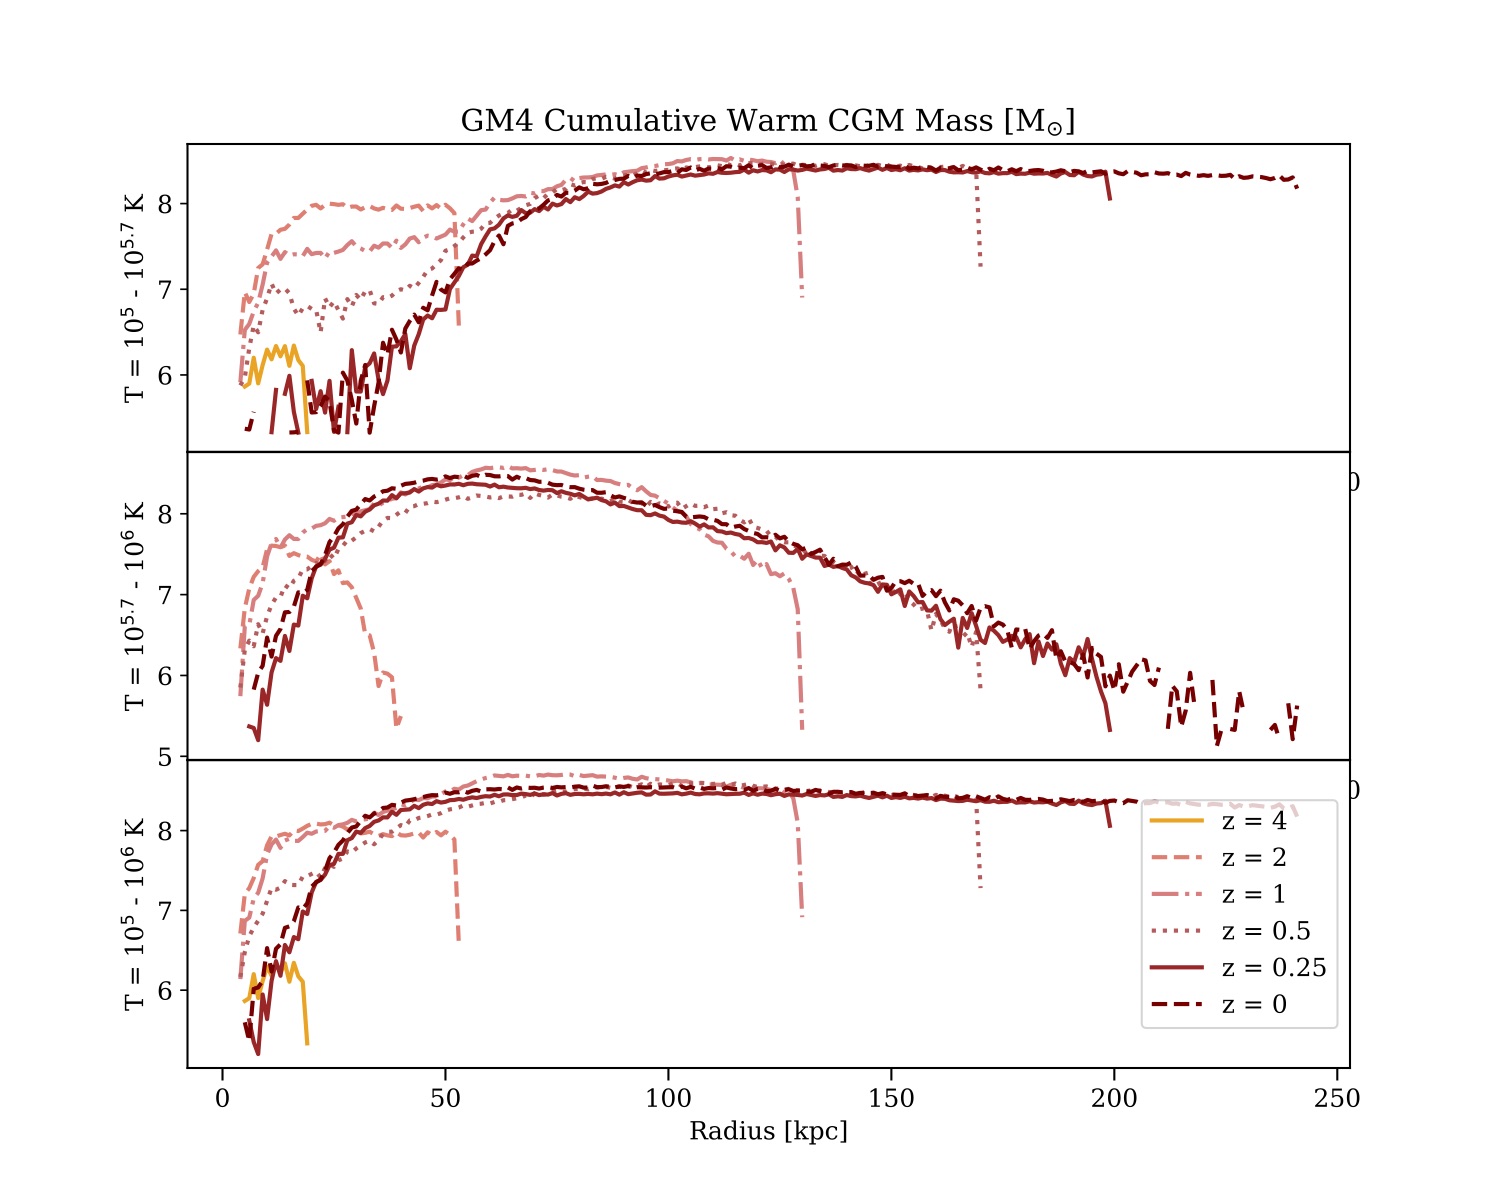 GM4 Cumulative Warm CGM Mass [M⊙]
T = 10⁵ - 10⁵·⁷ K
8
7
6
0
T = 10⁵·⁷ - 10⁶ K
8
7
6
5
0
T = 10⁵ - 10⁶ K
8
7
6
z = 4
z = 2
z = 1
z = 0.5
z = 0.25
z = 0
0 50 100 150 200 250
Radius [kpc]